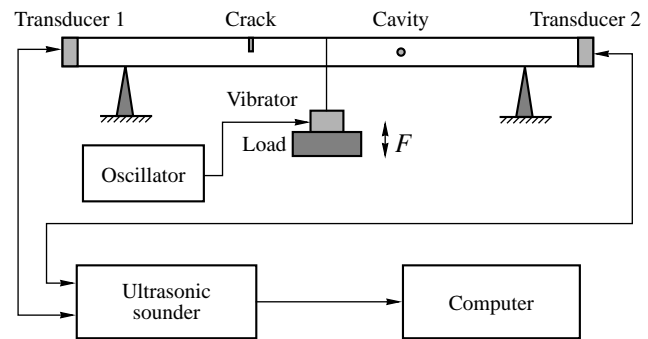 Transducer 1
Crack
Cavity
Transducer 2
Vibrator
Load
F
Oscillator
Ultrasonic
sounder
Computer